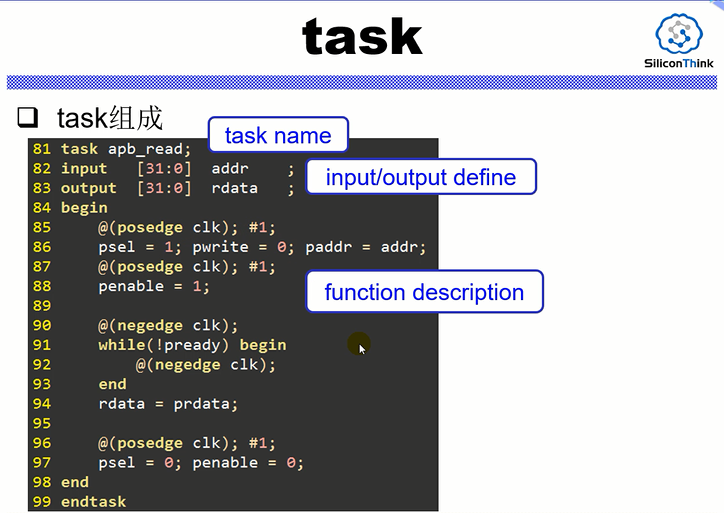 task
SiliconThink
task组成
task name
input/output define
function description
81 task apb_read;
82 input [31:0] addr ;
83 output [31:0] rdata ;
84 begin
85 @(posedge clk); #1;
86 psel = 1; pwrite = 0; paddr = addr;
87 @(posedge clk); #1;
88 penable = 1;
89
90 @(negedge clk);
91 while(!pready) begin
92 @(negedge clk);
93 end
94 rdata = prdata;
95
96 @(posedge clk); #1;
97 psel = 0; penable = 0;
98 end
99 endtask